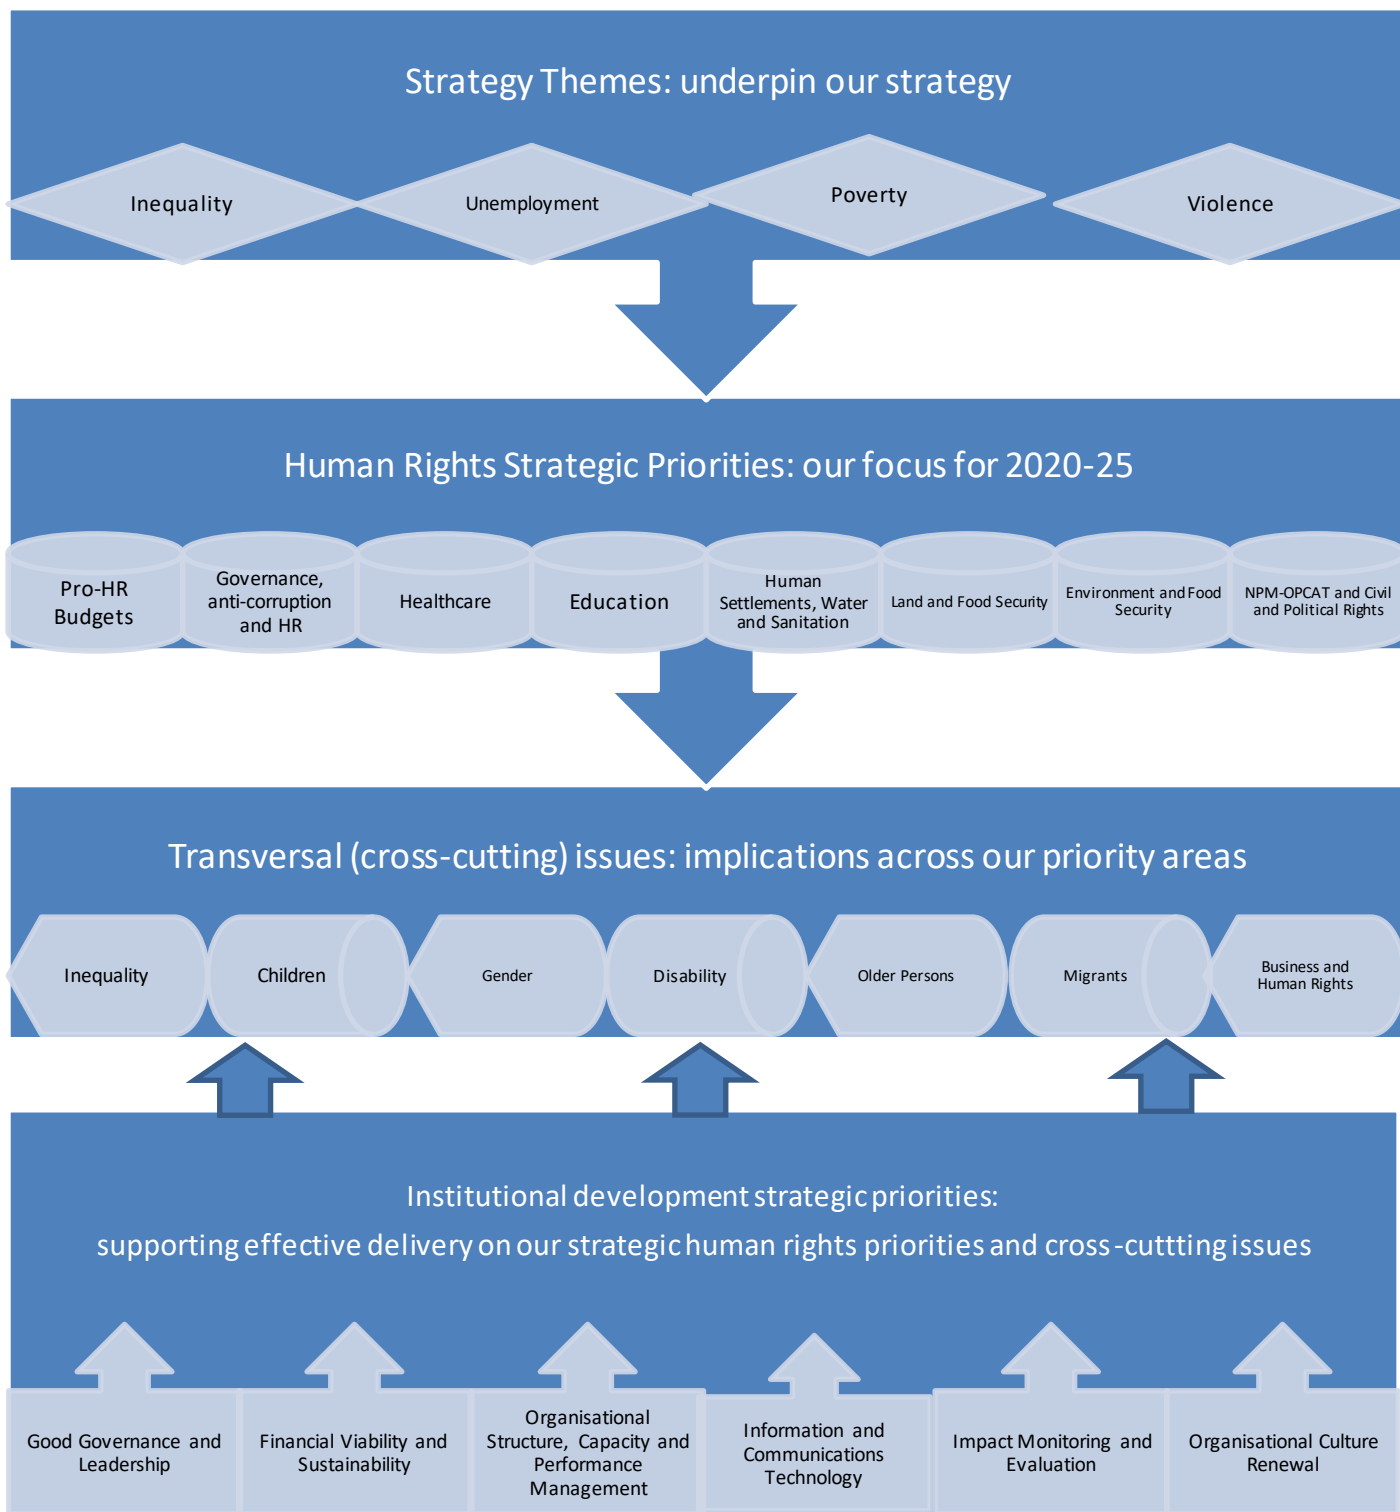 Strategy Themes: underpin our strategy
Inequality
Unemployment
Poverty
Violence
Human Rights Strategic Priorities: our focus for 2020-25
Pro-HR
Budgets
Governance,
anti-corruption
and HR
Healthcare
Education
Human
Settlements, Water
and Sanitation
Land and Food Security
Environment and Food
Security
NPM-OPCAT and Civil
and Political Rights
Transversal (cross-cutting) issues: implications across our priority areas
Inequality
Children
Gender
Disability
Older Persons
Migrants
Business and
Human Rights
Institutional development strategic priorities:
supporting effective delivery on our strategic human rights priorities and cross-cuttting issues
Good Governance and
Leadership
Financial Viability and
Sustainability
Organisational
Structure, Capacity and
Performance
Management
Information and
Communications
Technology
Impact Monitoring and
Evaluation
Organisational Culture
Renewal